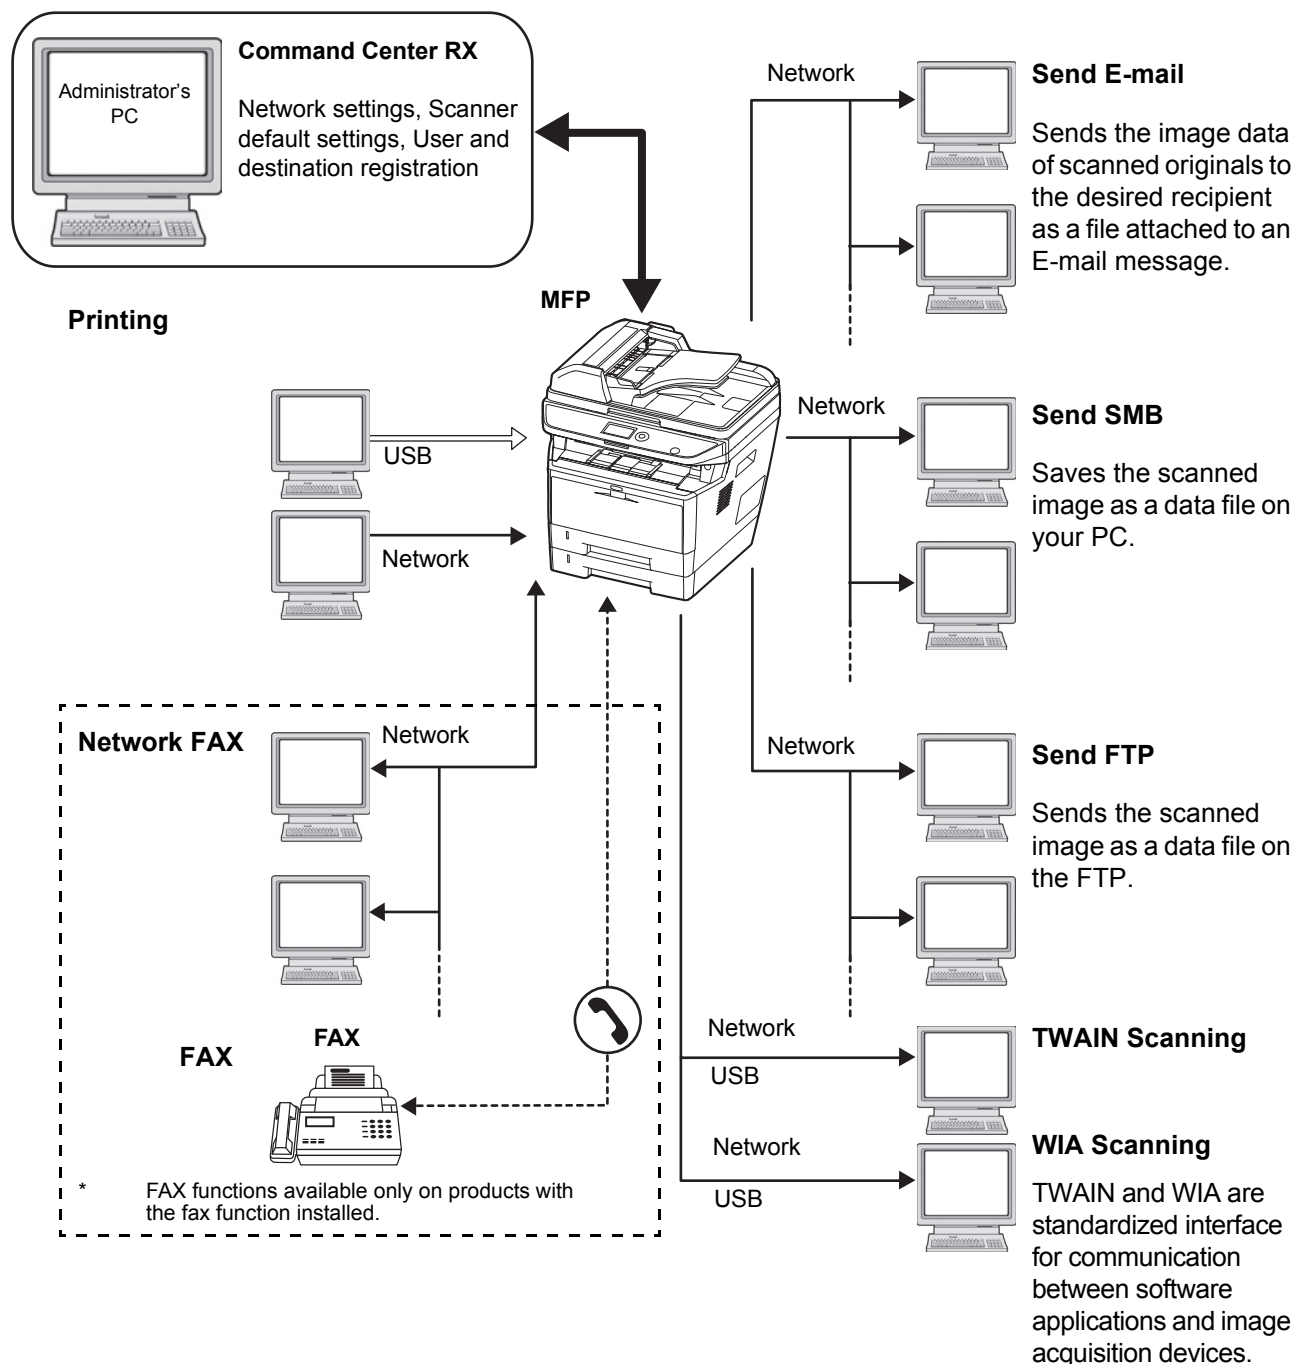 Command Center RX
Administrator's
PC
Network settings, Scanner
default settings, User and
destination registration
Network
Send E-mail
Sends the image data
of scanned originals to
the desired recipient
as a file attached to an
E-mail message.
Printing
MFP
USB
Network
Network
Send SMB
Saves the scanned
image as a data file on
your PC.
Network FAX
Network
Network
Send FTP
Sends the scanned
image as a data file on
the FTP.
FAX
FAX
* FAX functions available only on products with
the fax function installed.
Network
USB
TWAIN Scanning
Network
USB
WIA Scanning
TWAIN and WIA are
standardized interface
for communication
between software
applications and image
acquisition devices.